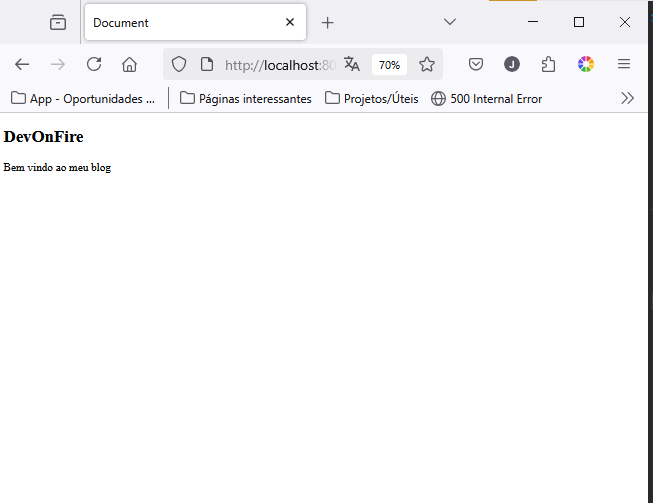 Document
http://localhost:80
70%
J
App - Oportunidades ...
Páginas interessantes
Projetos/Úteis
500 Internal Error
DevOnFire
Bem vindo ao meu blog